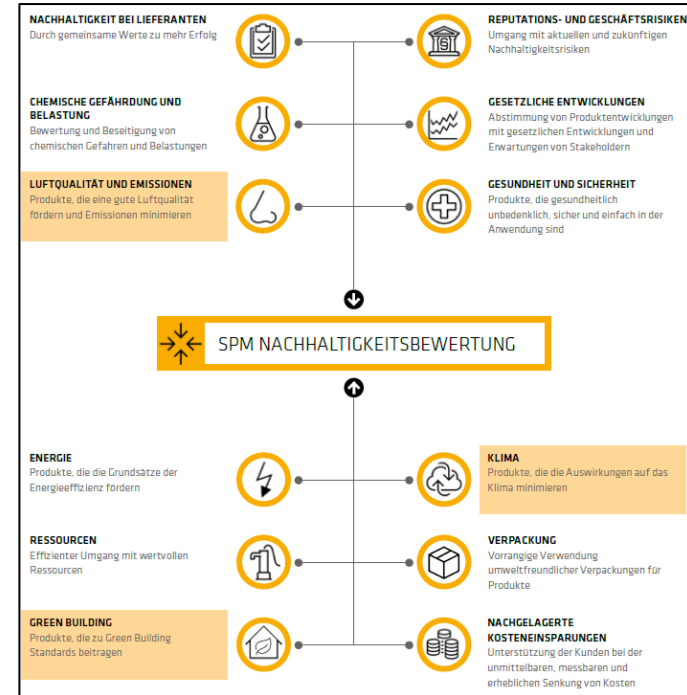 NACHHALTIGKEIT BEI LIEFERANTEN
Durch gemeinsame Werte zu mehr Erfolg
REPUTATIONS- UND GESCHÄFTSRISIKEN
Umgang mit aktuellen und zukünftigen
Nachhaltigkeitsrisiken
CHEMISCHE GEFÄHRDUNG UND
BELASTUNG
Bewertung und Beseitigung von
chemischen Gefahren und Belastungen
GESETZLICHE ENTWICKLUNGEN
Abstimmung von Produktentwicklungen
mit gesetzlichen Entwicklungen und
Erwartungen von Stakeholdern
LUFTQUALITÄT UND EMISSIONEN
Produkte, die eine gute Luftqualität
fördern und Emissionen minimieren
GESUNDHEIT UND SICHERHEIT
Produkte, die gesundheitlich
unbedenklich, sicher und einfach in der
Anwendung sind
SPM NACHHALTIGKEITSBEWERTUNG
ENERGIE
Produkte, die die Grundsätze der
Energieeffizienz fördern
KLIMA
Produkte, die die Auswirkungen auf das
Klima minimieren
RESSOURCEN
Effizienter Umgang mit wertvollen
Ressourcen
VERPACKUNG
Vorrangige Verwendung
umweltfreundlicher Verpackungen für
Produkte
GREEN BUILDING
Produkte, die zu Green Building
Standards beitragen
NACHGELAGERTE
KOSTENEINSPARUNGEN
Unterstützung der Kunden bei der
unmittelbaren, messbaren und
erheblichen Senkung von Kosten